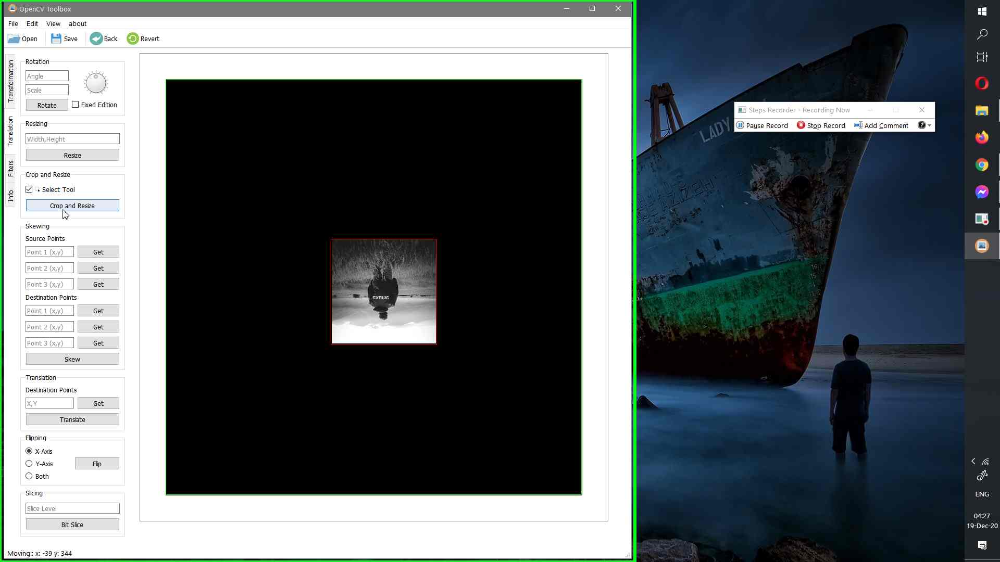 OpenCV Toolbox
File Edit View about
Open Save Back Revert
Transformation
Translation
Filters
Info
Rotation
Angle
Scale
Rotate Fixed Edition
Resizing
Width,Height
Resize
Crop and Resize
Select Tool
Crop and Resize
Skewing
Source Points
Point 1 (x,y) Get
Point 2 (x,y) Get
Point 3 (x,y) Get
Destination Points
Point 1 (x,y) Get
Point 2 (x,y) Get
Point 3 (x,y) Get
Skew
Translation
Destination Points
X,Y Get
Translate
Flipping
X-Axis
Y-Axis Flip
Both
Slicing
Slice Level
Bit Slice
Moving:: x: -39 y: 344
exame
Steps Recorder - Recording Now
Pause Record Stop Record Add Comment
LADY
ENG
04:27
19-Dec-20